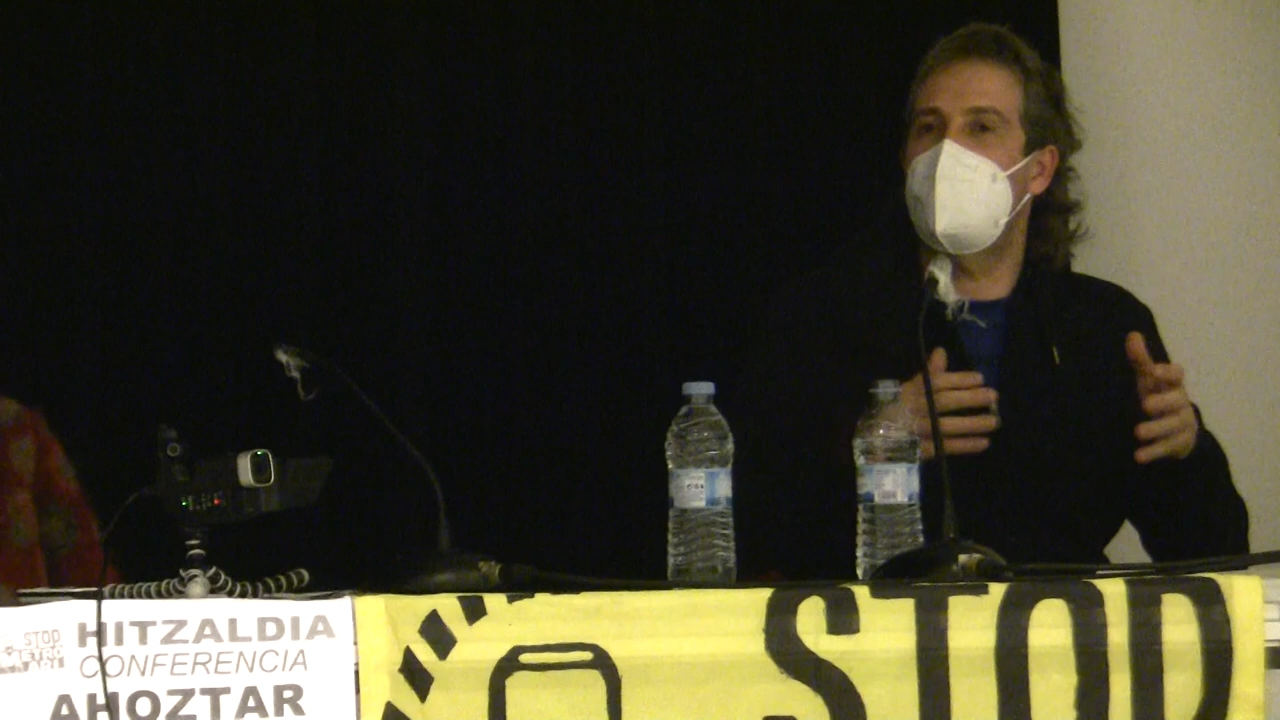 STOP
METRO
HITZALDIA
CONFERENCIA
AHOZTAR
STOP